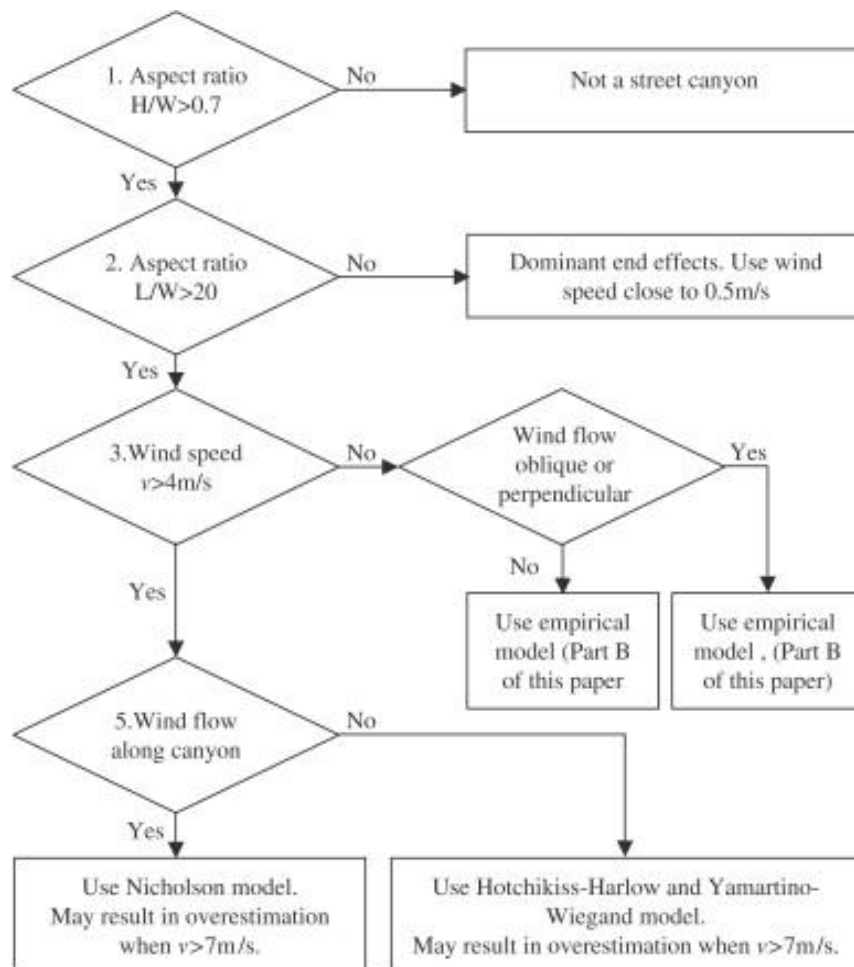 1. Aspect ratio
H/W>0.7
No
Not a street canyon
Yes
2. Aspect ratio
L/W>20
No
Dominant end effects. Use wind
speed close to 0.5m/s
Yes
3.Wind speed
v>4m/s
No
Wind flow
oblique or
perpendicular
Yes
No
Use empirical
model (Part B
of this paper
Use empirical
model , (Part B
of this paper)
Yes
5.Wind flow
along canyon
No
Yes
Use Nicholson model.
May result in overestimation
when v>7m/s.
Use Hotchikiss-Harlow and Yamartino-
Wiegand model.
May result in overestimation when v>7m/s.